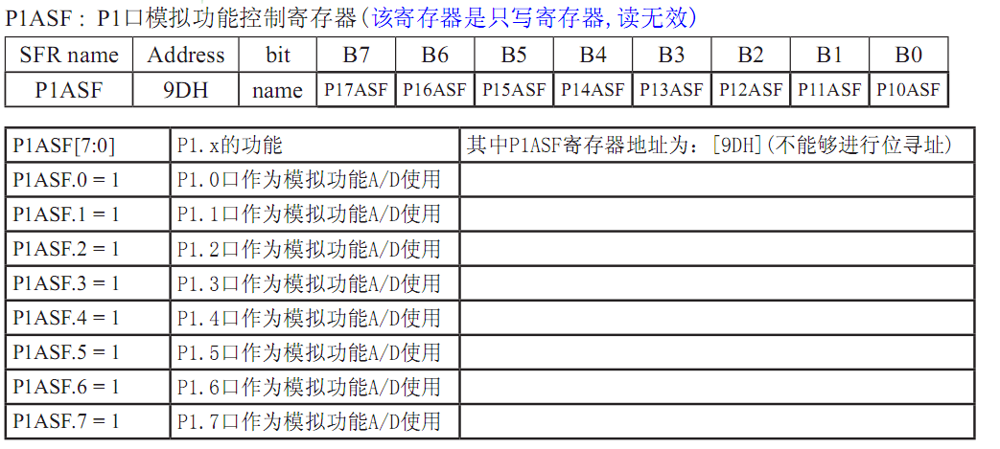 P1ASF : P1口模拟功能控制寄存器(该寄存器是只写寄存器,读无效)
SFR name Address bit B7 B6 B5 B4 B3 B2 B1 B0
P1ASF 9DH name P17ASF P16ASF P15ASF P14ASF P13ASF P12ASF P11ASF P10ASF
P1ASF[7:0] P1.x的功能 其中P1ASF寄存器地址为：[9DH](不能够进行位寻址)
P1ASF.0 = 1 P1.0口作为模拟功能A/D使用
P1ASF.1 = 1 P1.1口作为模拟功能A/D使用
P1ASF.2 = 1 P1.2口作为模拟功能A/D使用
P1ASF.3 = 1 P1.3口作为模拟功能A/D使用
P1ASF.4 = 1 P1.4口作为模拟功能A/D使用
P1ASF.5 = 1 P1.5口作为模拟功能A/D使用
P1ASF.6 = 1 P1.6口作为模拟功能A/D使用
P1ASF.7 = 1 P1.7口作为模拟功能A/D使用